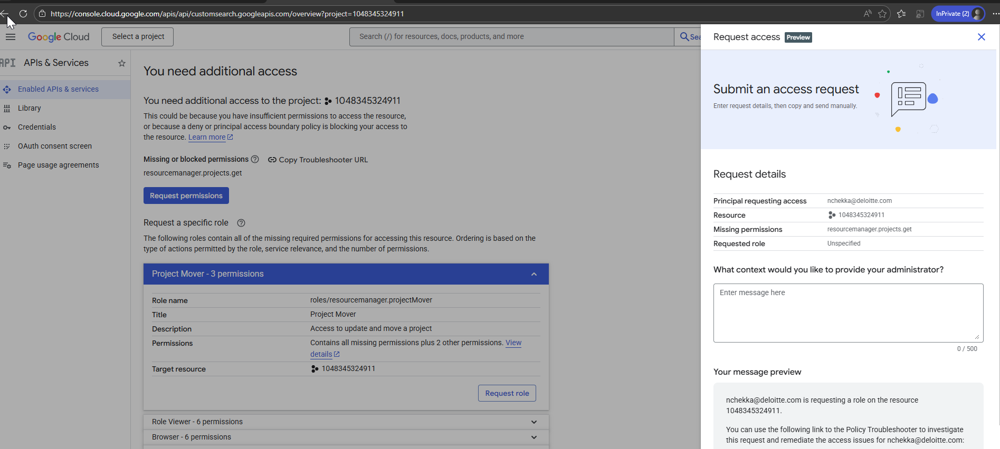 https://console.cloud.google.com/apis/api/customsearch.googleapis.com/overview?project=1048345324911
InPrivate (2)
Google Cloud
Select a project
Search (/) for resources, docs, products, and more
Sea
API APIs & Services
Enabled APIs & services
Library
Credentials
OAuth consent screen
Page usage agreements
You need additional access
You need additional access to the project: 1048345324911
This could be because you have insufficient permissions to access the resource,
or because a deny or principal access boundary policy is blocking your access to
the resource. Learn more
Missing or blocked permissions Copy Troubleshooter URL
resourcemanager.projects.get
Request permissions
Request a specific role
The following roles contain all of the missing required permissions for accessing this resource. Ordering is based on the
type of actions permitted by the role, service relevance, and the number of permissions.
Project Mover - 3 permissions
Role name roles/resourcemanager.projectMover
Title Project Mover
Description Access to update and move a project
Permissions Contains all missing permissions plus 2 other permissions. View
details
Target resource 1048345324911
Request role
Role Viewer - 6 permissions
Browser - 6 permissions
Request access Preview
Submit an access request
Enter request details, then copy and send manually.
Request details
Principal requesting access nchekka@deloitte.com
Resource 1048345324911
Missing permissions resourcemanager.projects.get
Requested role Unspecified
What context would you like to provide your administrator?
Enter message here
0 / 500
Your message preview
nchekka@deloitte.com is requesting a role on the resource
1048345324911.
You can use the following link to the Policy Troubleshooter to investigate
this request and remediate the access issues for nchekka@deloitte.com: